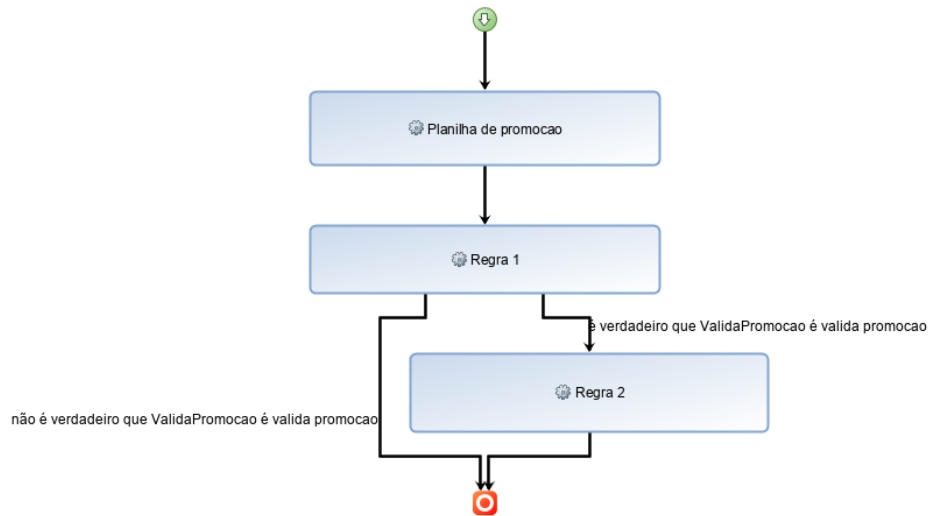 Planilha de promocao
Regra 1
é verdadeiro que ValidaPromocao é valida promocao
Regra 2
não é verdadeiro que ValidaPromocao é valida promocao